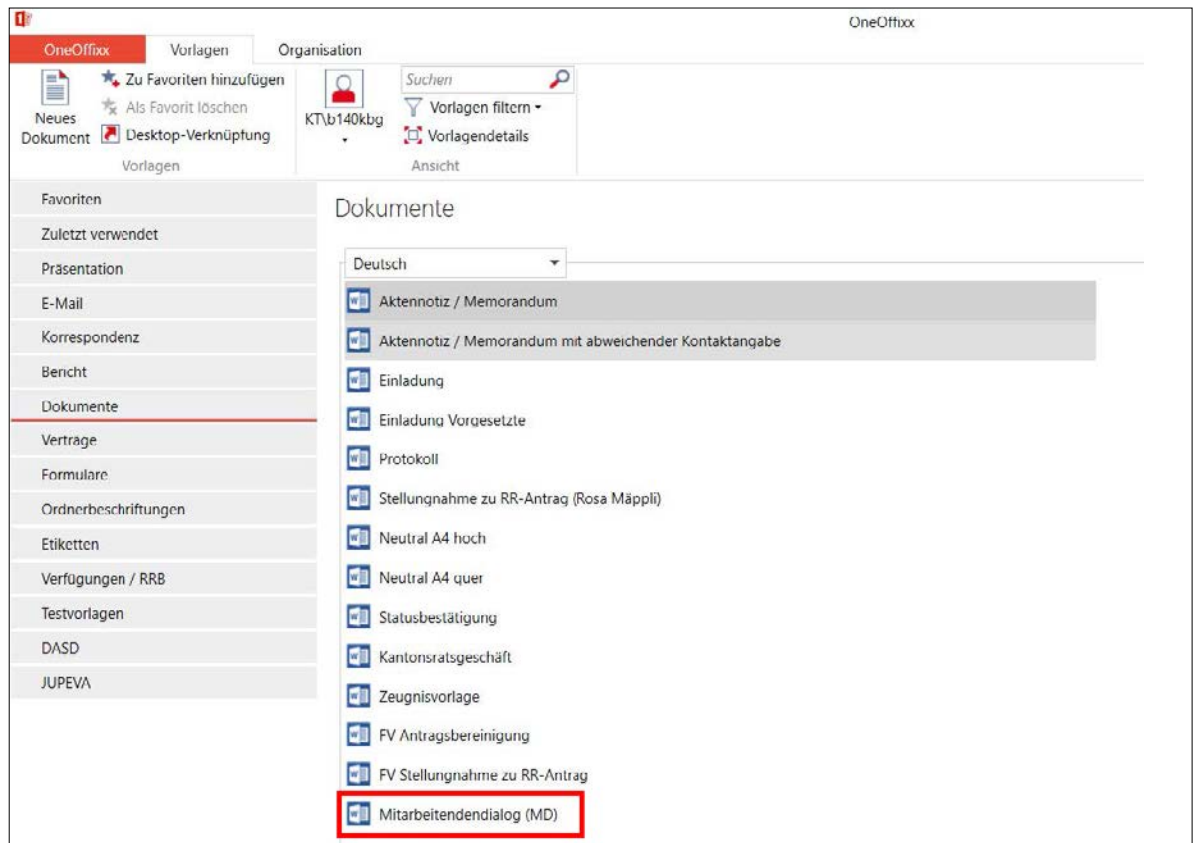 OneOffixx
OneOffixx Vorlagen Organisation
Neues Dokument
Zu Favoriten hinzufügen
Als Favorit löschen
Desktop-Verknüpfung
Vorlagen
KT\b140kbg
Suchen
Vorlagen filtern
Vorlagendetails
Ansicht
Favoriten
Zuletzt verwendet
Präsentation
E-Mail
Korrespondenz
Bericht
Dokumente
Verträge
Formulare
Ordnerbeschriftungen
Etiketten
Verfügungen / RRB
Testvorlagen
DASD
JUPEVA
Dokumente
Deutsch
Aktennotiz / Memorandum
Aktennotiz / Memorandum mit abweichender Kontaktangabe
Einladung
Einladung Vorgesetzte
Protokoll
Stellungnahme zu RR-Antrag (Rosa Mäppli)
Neutral A4 hoch
Neutral A4 quer
Statusbestätigung
Kantonsratsgeschäft
Zeugnisvorlage
FV Antragsbereinigung
FV Stellungnahme zu RR-Antrag
Mitarbeitendendialog (MD)